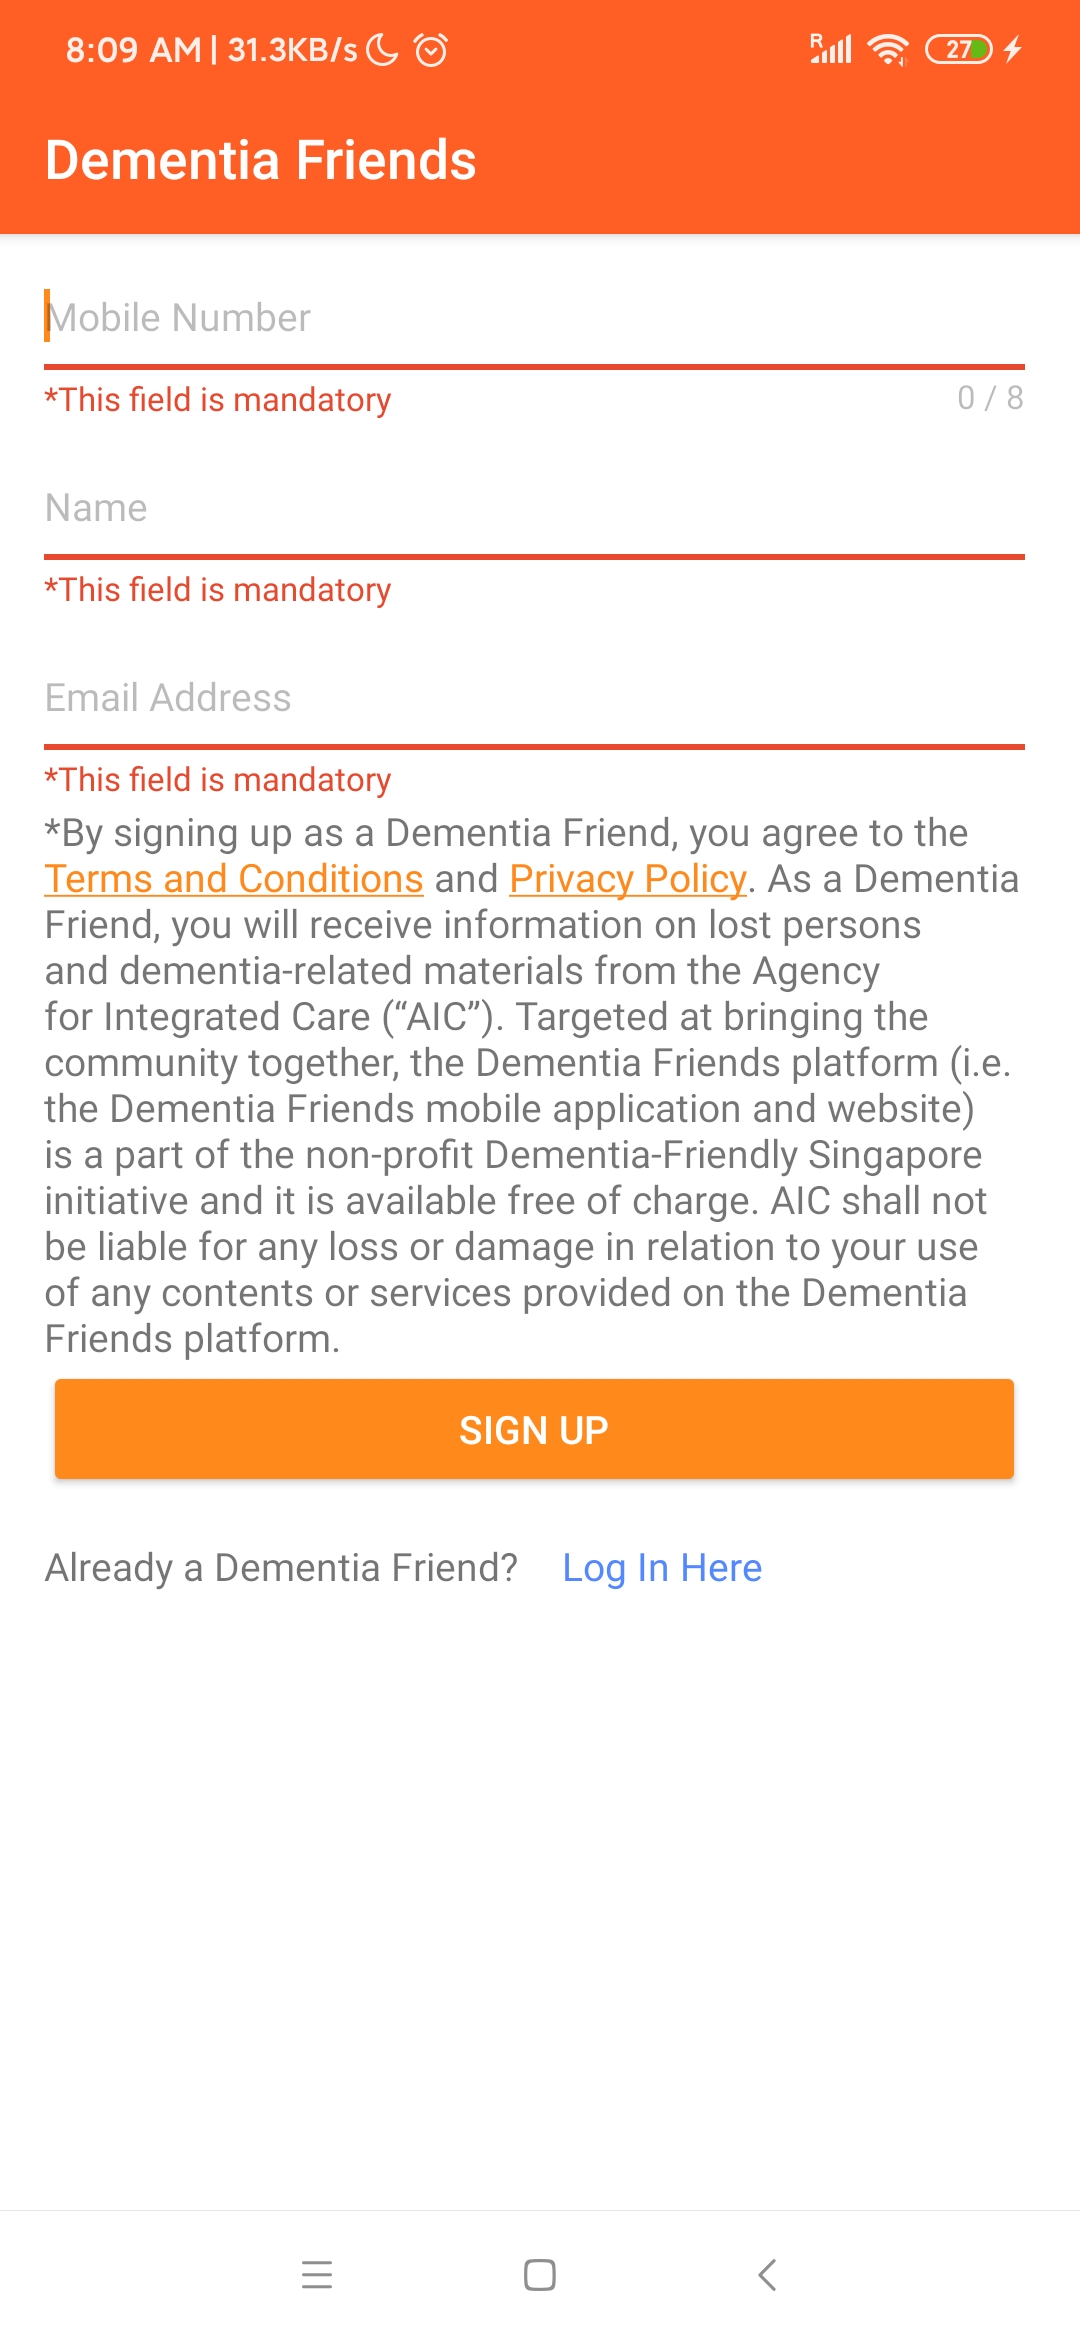 8:09 AM | 31.3KB/s R 27
Dementia Friends
Mobile Number
*This field is mandatory 0 / 8
Name
*This field is mandatory
Email Address
*This field is mandatory
*By signing up as a Dementia Friend, you agree to the
Terms and Conditions and Privacy Policy. As a Dementia
Friend, you will receive information on lost persons
and dementia-related materials from the Agency
for Integrated Care (“AIC”). Targeted at bringing the
community together, the Dementia Friends platform (i.e.
the Dementia Friends mobile application and website)
is a part of the non-profit Dementia-Friendly Singapore
initiative and it is available free of charge. AIC shall not
be liable for any loss or damage in relation to your use
of any contents or services provided on the Dementia
Friends platform.
SIGN UP
Already a Dementia Friend? Log In Here